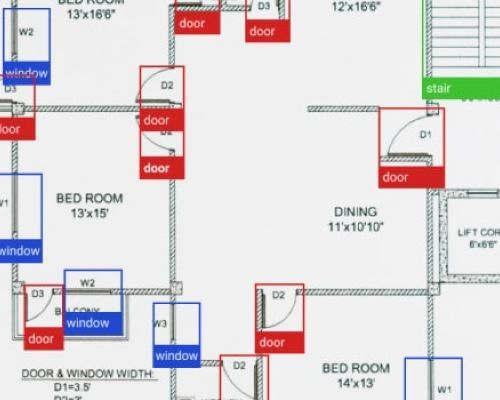 BED ROOM
13'x16'6"
12'x16'6"
D3
door
door
W2
window
stair
D3
door
D2
door
D2
door
D1
door
W1
window
BED ROOM
13'x15'
DINING
11'x10'10"
LIFT COR
6'x6'6"
D3
door
W2
window
W3
window
D2
door
D2
DOOR & WINDOW WIDTH:
D1=3.5'
BED ROOM
14'x13'
W1